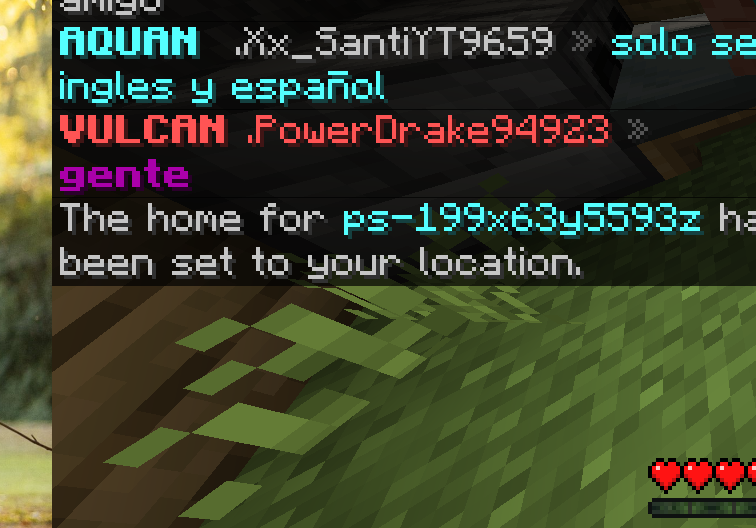 amigo
AQUAN .Xx_SantiYT9659 » solo se
ingles y español
VULCAN .PowerDrake94923 »
gente
The home for ps-199x63y5593z ha
been set to your location.